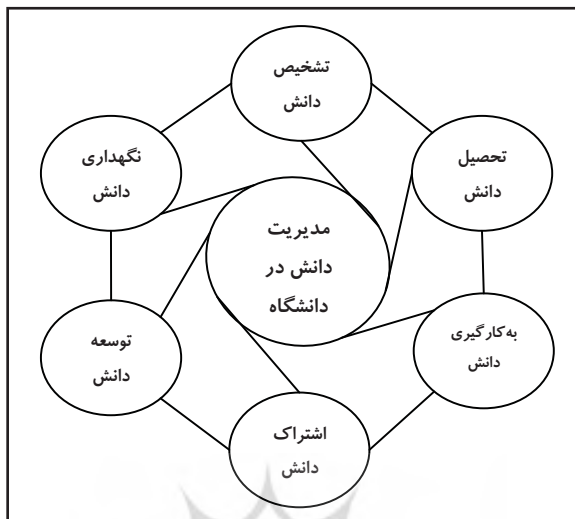 تشخیص
دانش
تحصیل
دانش
به‌کارگیری
دانش
اشتراک
دانش
توسعه
دانش
نگهداری
دانش
مدیریت
دانش در
دانشگاه